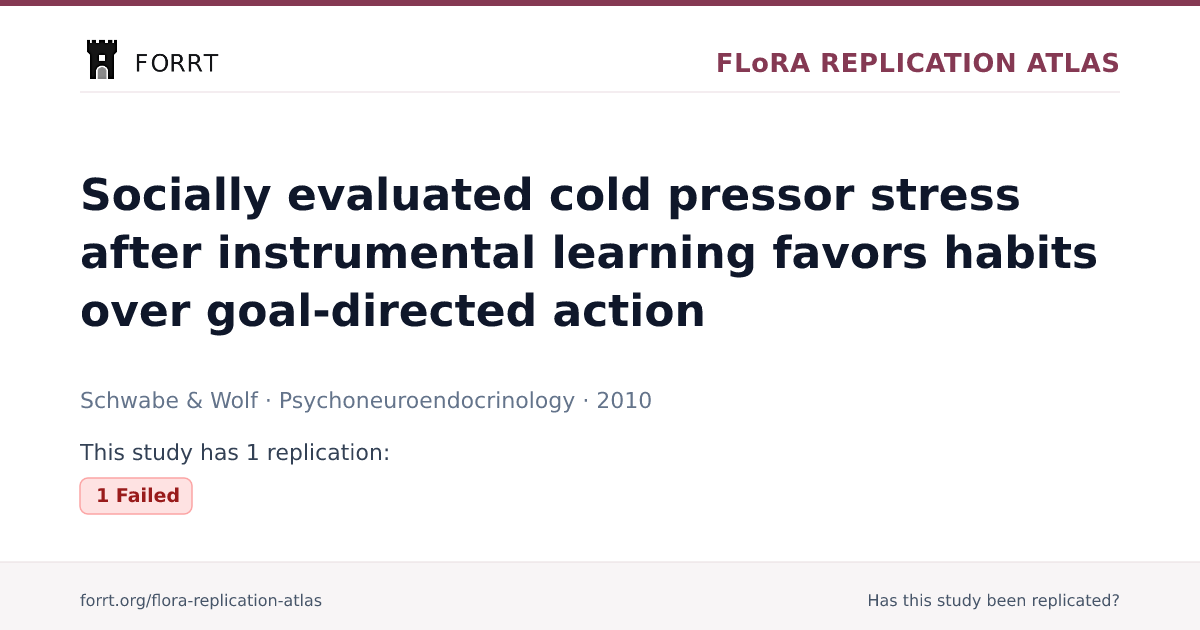 FORRT
FLoRA REPLICATION ATLAS
Socially evaluated cold pressor stress
after instrumental learning favors habits
over goal-directed action
Schwabe & Wolf · Psychoneuroendocrinology · 2010
This study has 1 replication:
1 Failed
forrt.org/flora-replication-atlas
Has this study been replicated?